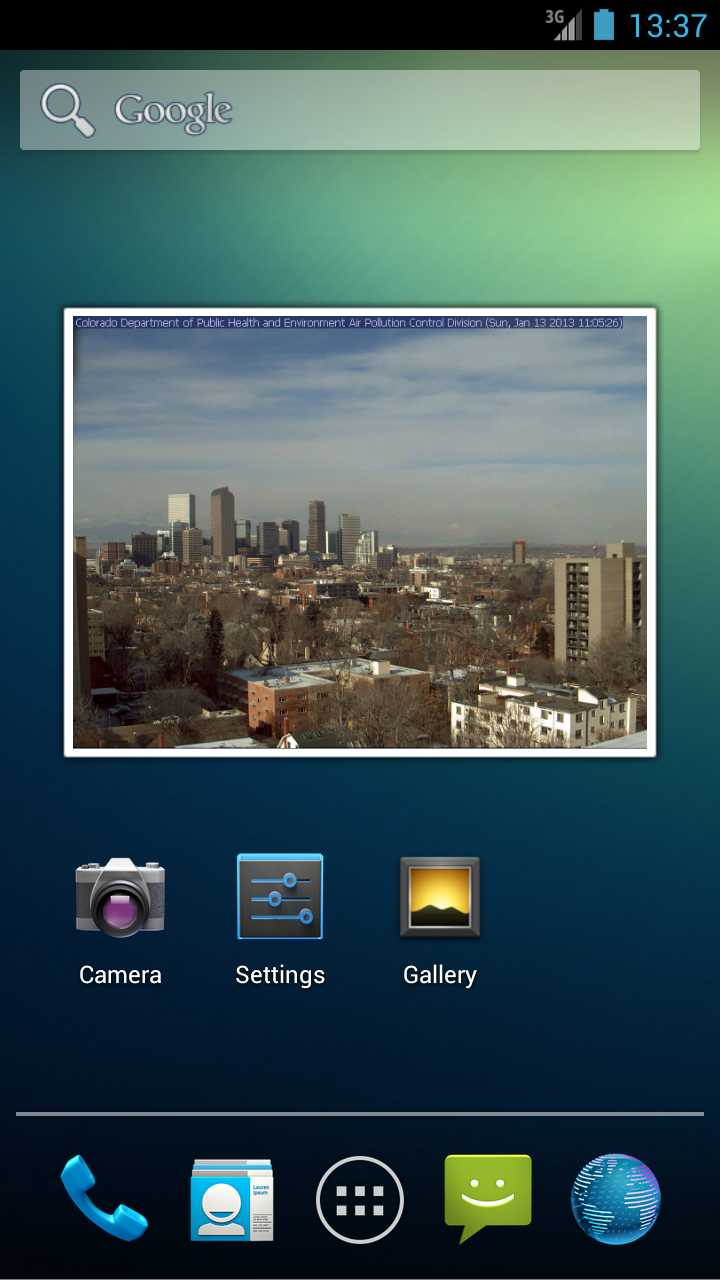 3G 13:37
Google
Colorado Department of Public Health and Environment Air Pollution Control Division (Sun, Jan 13 2013 11:05:26)
Camera Settings Gallery
Lauren
Ipsum